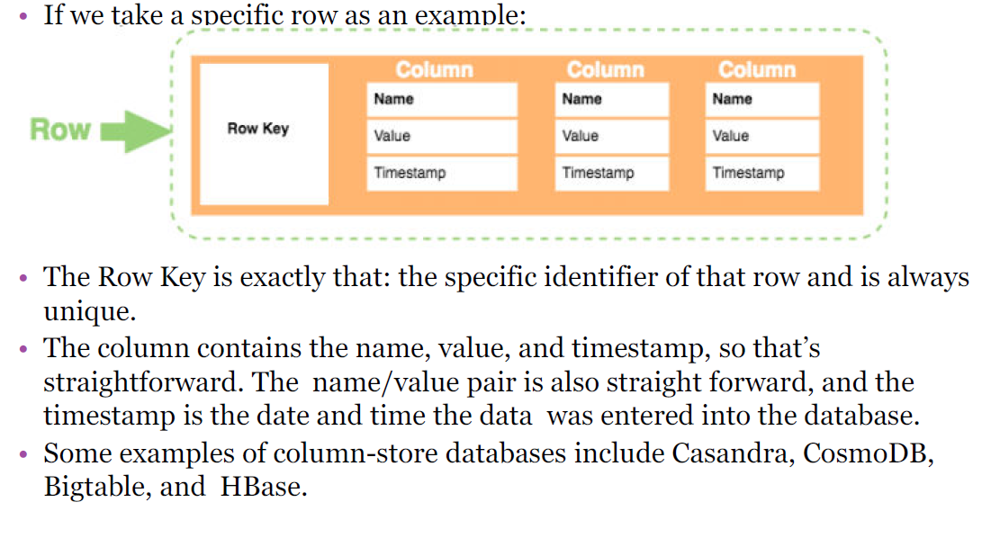 • If we take a specific row as an example:
Column Column Column
Name Name Name
Row Row Key
Value Value Value
Timestamp Timestamp Timestamp
• The Row Key is exactly that: the specific identifier of that row and is always
unique.
• The column contains the name, value, and timestamp, so that’s
straightforward. The  name/value pair is also straight forward, and the
timestamp is the date and time the data  was entered into the database.
• Some examples of column-store databases include Casandra, CosmoDB,
Bigtable, and  HBase.